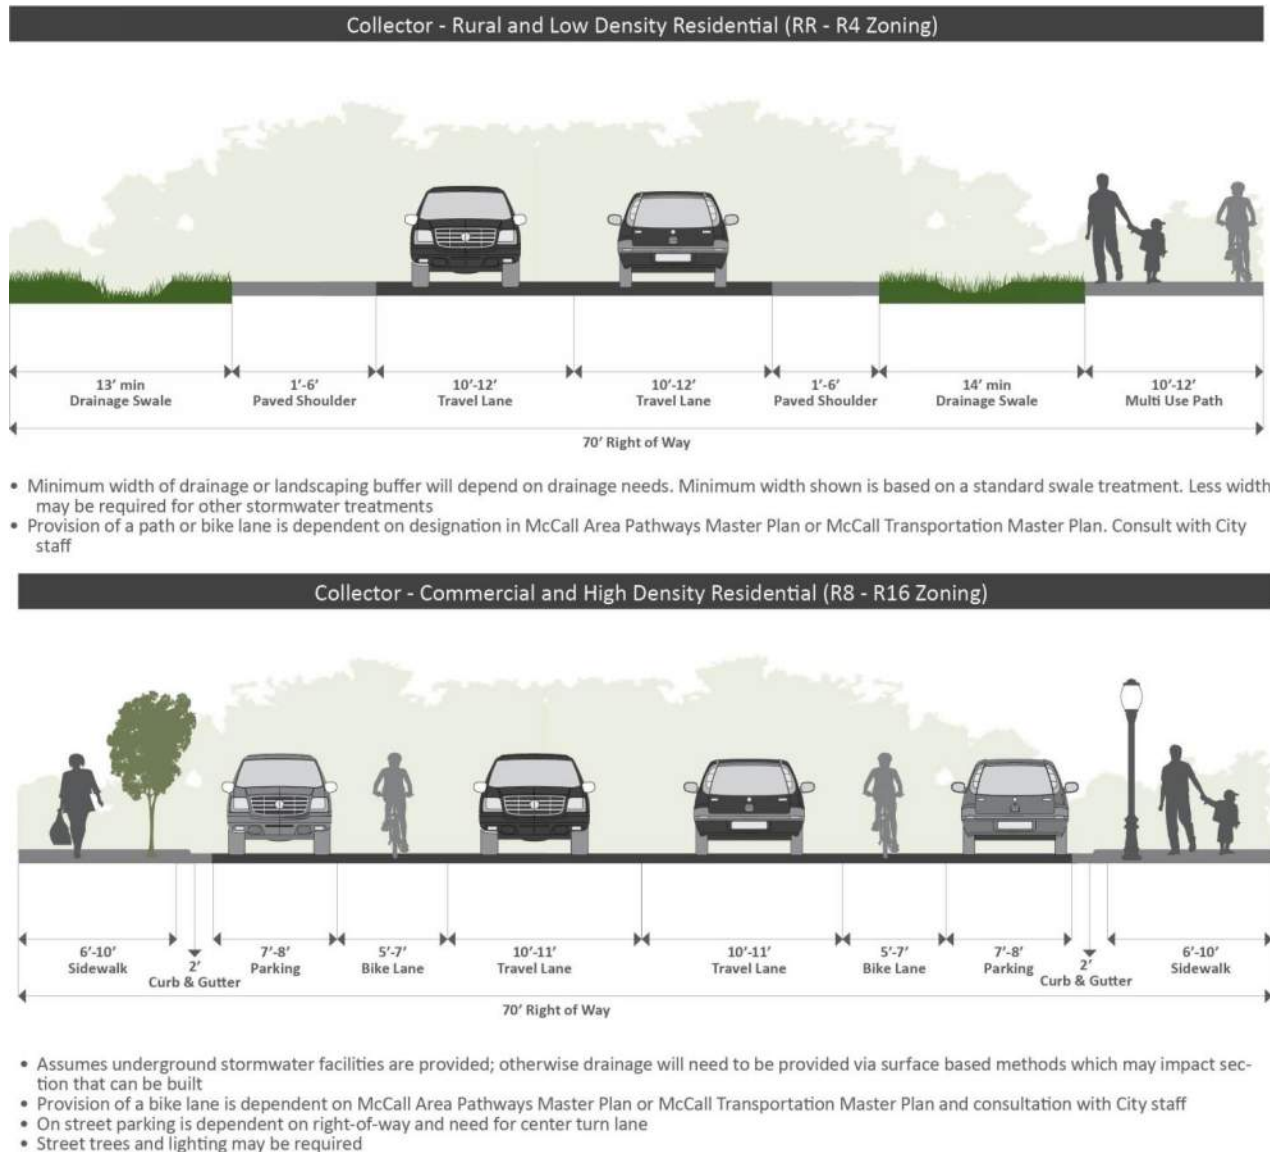 Collector - Rural and Low Density Residential (RR - R4 Zoning)
13’ min
Drainage Swale
1’-6’
Paved Shoulder
10’-12’
Travel Lane
10’-12’
Travel Lane
1’-6’
Paved Shoulder
14’ min
Drainage Swale
10’-12’
Multi Use Path
70’ Right of Way
• Minimum width of drainage or landscaping buffer will depend on drainage needs. Minimum width shown is based on a standard swale treatment. Less width
may be required for other stormwater treatments
• Provision of a path or bike lane is dependent on designation in McCall Area Pathways Master Plan or McCall Transportation Master Plan. Consult with City
staff
Collector - Commercial and High Density Residential (R8 - R16 Zoning)
6’-10’
Sidewalk
2’
Curb & Gutter
7’-8’
Parking
5’-7’
Bike Lane
10’-11’
Travel Lane
10’-11’
Travel Lane
5’-7’
Bike Lane
7’-8’
Parking
2’
Curb & Gutter
6’-10’
Sidewalk
70’ Right of Way
• Assumes underground stormwater facilities are provided; otherwise drainage will need to be provided via surface based methods which may impact sec-
tion that can be built
• Provision of a bike lane is dependent on McCall Area Pathways Master Plan or McCall Transportation Master Plan and consultation with City staff
• On street parking is dependent on right-of-way and need for center turn lane
• Street trees and lighting may be required